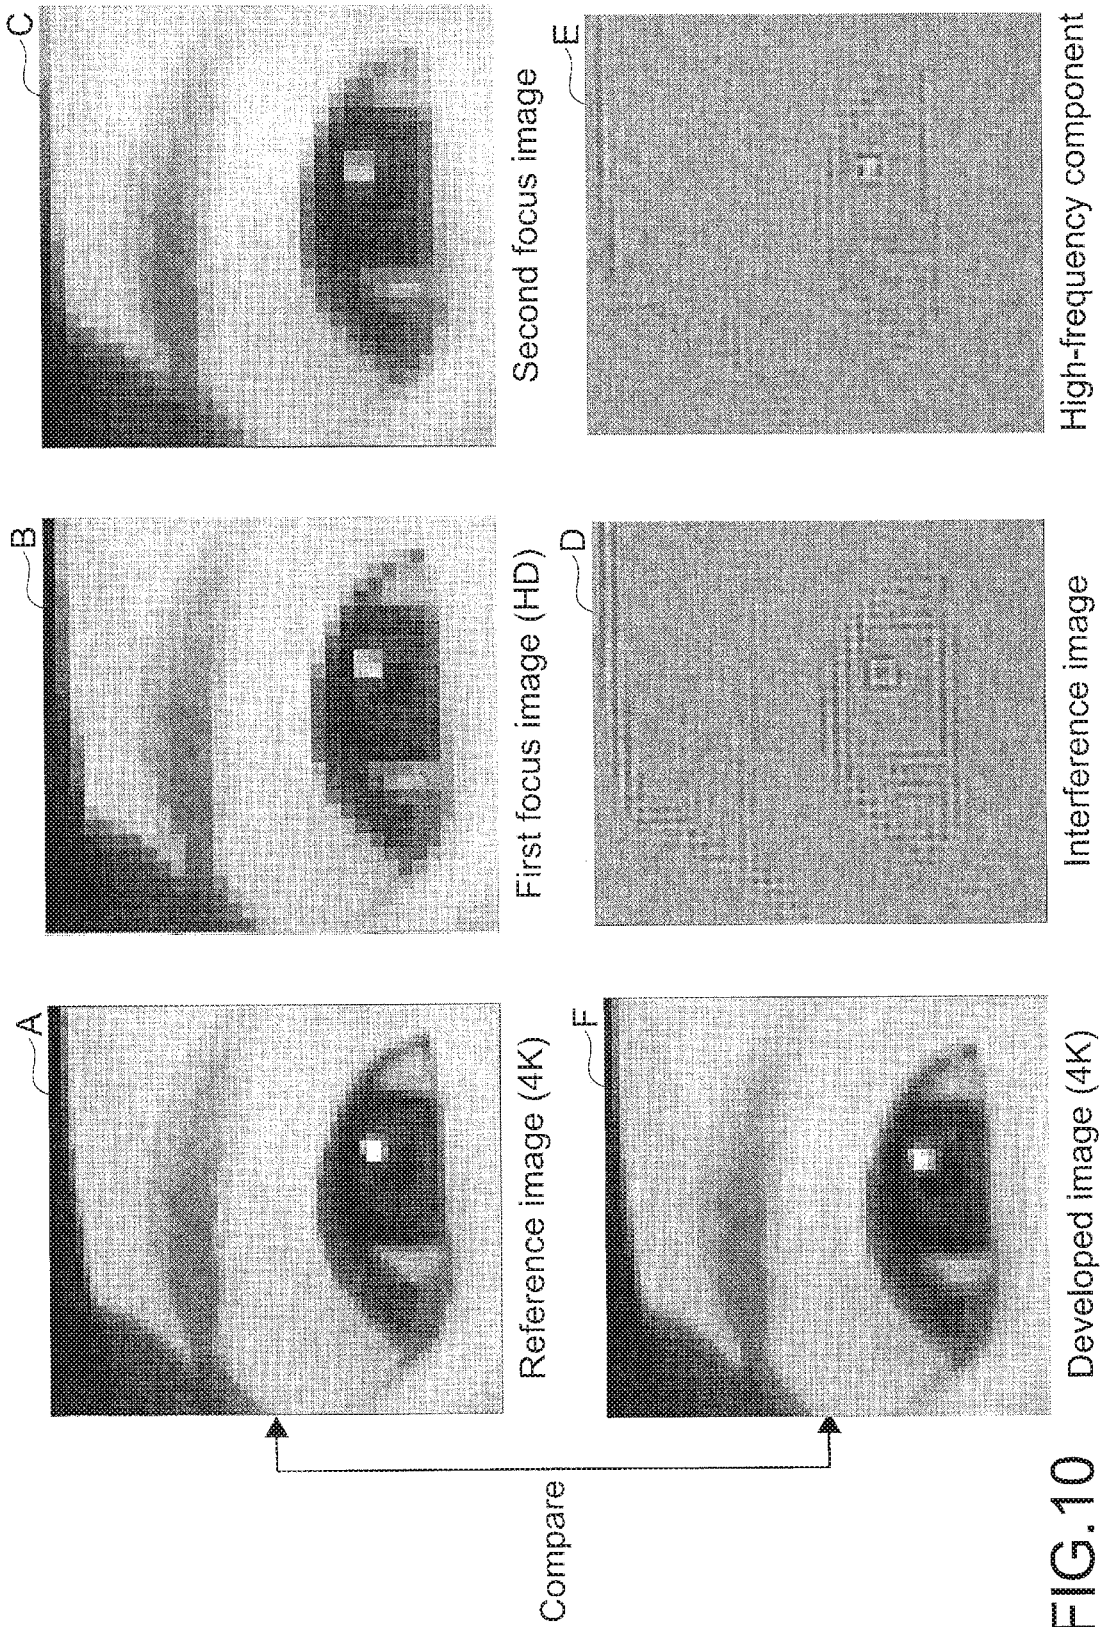 A
Reference image (4K)
B
First focus image (HD)
C
Second focus image
Compare
F
Developed image (4K)
D
Interference image
E
High-frequency component
FIG.10